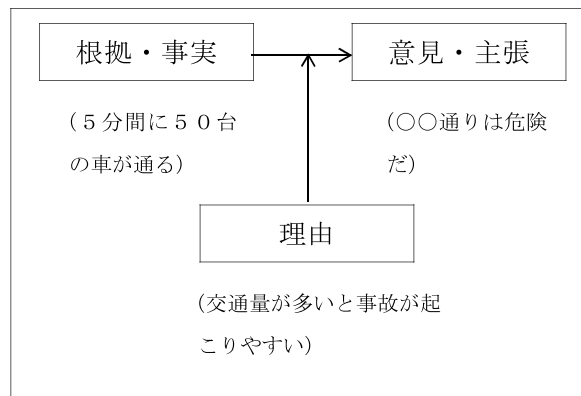 根拠・事実
意見・主張
（５分間に５０台
の車が通る）
（○○通りは危険
だ）
理由
（交通量が多いと事故が起
こりやすい）